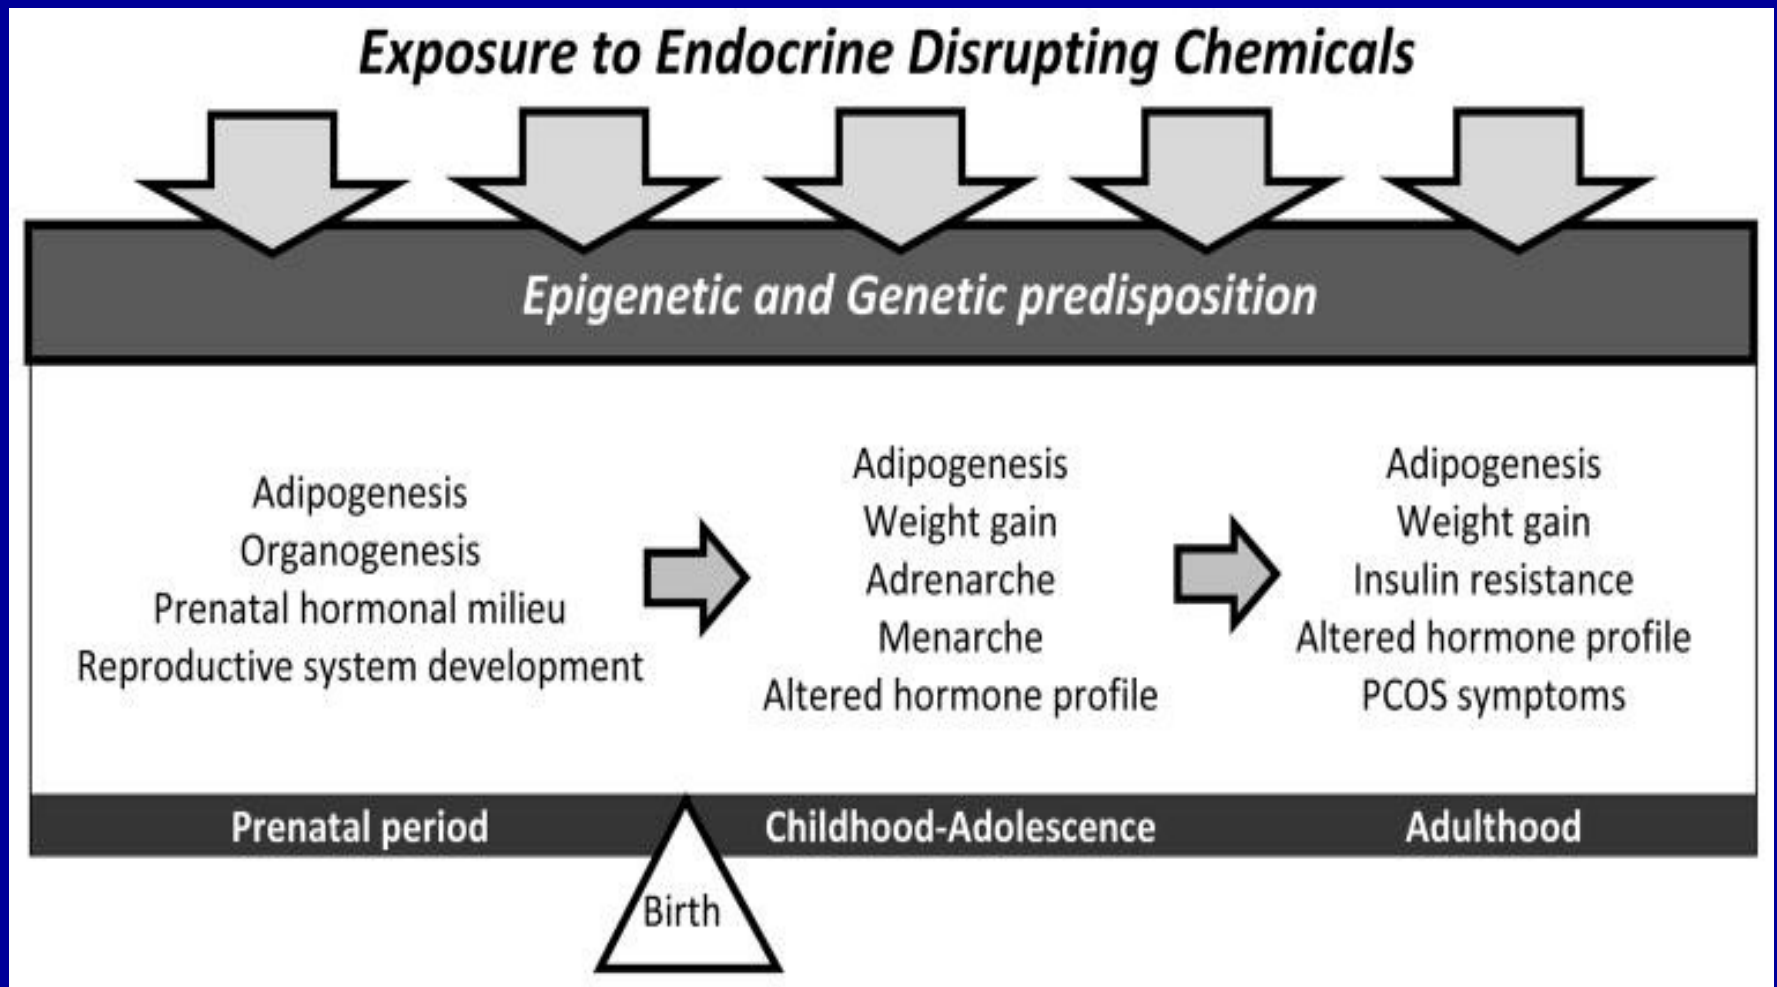 Exposure to Endocrine Disrupting Chemicals
Epigenetic and Genetic predisposition
Adipogenesis
Organogenesis
Prenatal hormonal milieu
Reproductive system development
Adipogenesis
Weight gain
Adrenarche
Menarche
Altered hormone profile
Adipogenesis
Weight gain
Insulin resistance
Altered hormone profile
PCOS symptoms
Prenatal period
Childhood-Adolescence
Adulthood
Birth